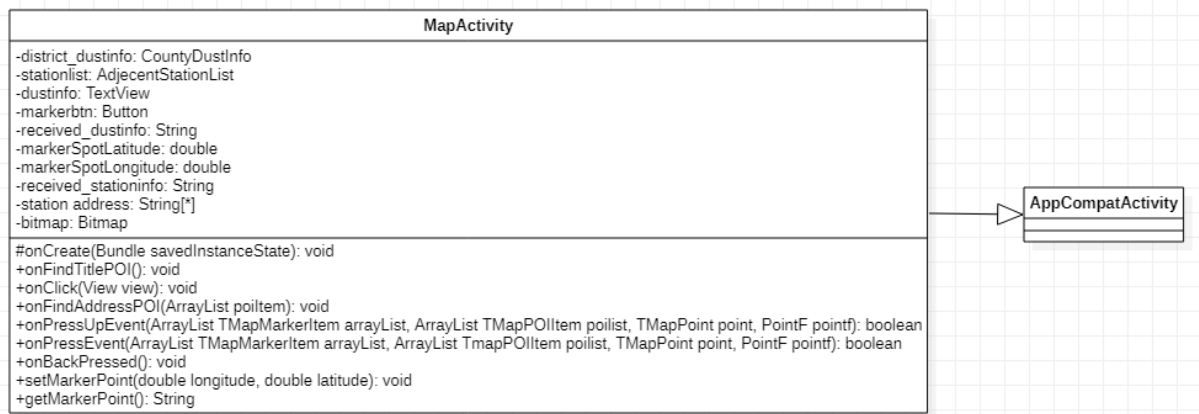 MapActivity
-district_dustinfo: CountyDustInfo
-stationlist: AdjecentStationList
-dustinfo: TextView
-markerbtn: Button
-received_dustinfo: String
-markerSpotLatitude: double
-markerSpotLongitude: double
-received_stationinfo: String
-station address: String[*]
-bitmap: Bitmap
AppCompatActivity
#onCreate(Bundle savedInstanceState): void
+onFindTitlePOI(): void
+onClick(View view): void
+onFindAddressPOI(ArrayList poiItem): void
+onPressUpEvent(ArrayList TMapMarkerItem arrayList, ArrayList TMapPOIItem poilist, TMapPoint point, PointF pointf): boolean
+onPressEvent(ArrayList TMapMarkerItem arrayList, ArrayList TmapPOIItem poilist, TMapPoint point, PointF pointf): boolean
+onBackPressed(): void
+setMarkerPoint(double longitude, double latitude): void
+getMarkerPoint(): String